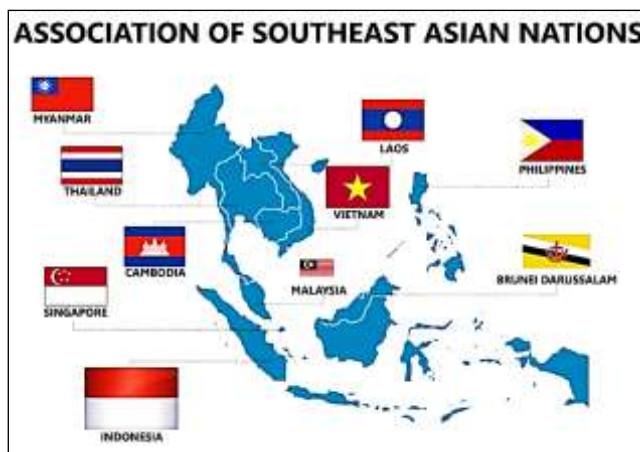 ASSOCIATION OF SOUTHEAST ASIAN NATIONS
MYANMAR
LAOS
PHILIPPINES
THAILAND
VIETNAM
CAMBODIA
MALAYSIA
BRUNEI DARUSSALAM
SINGAPORE
INDONESIA